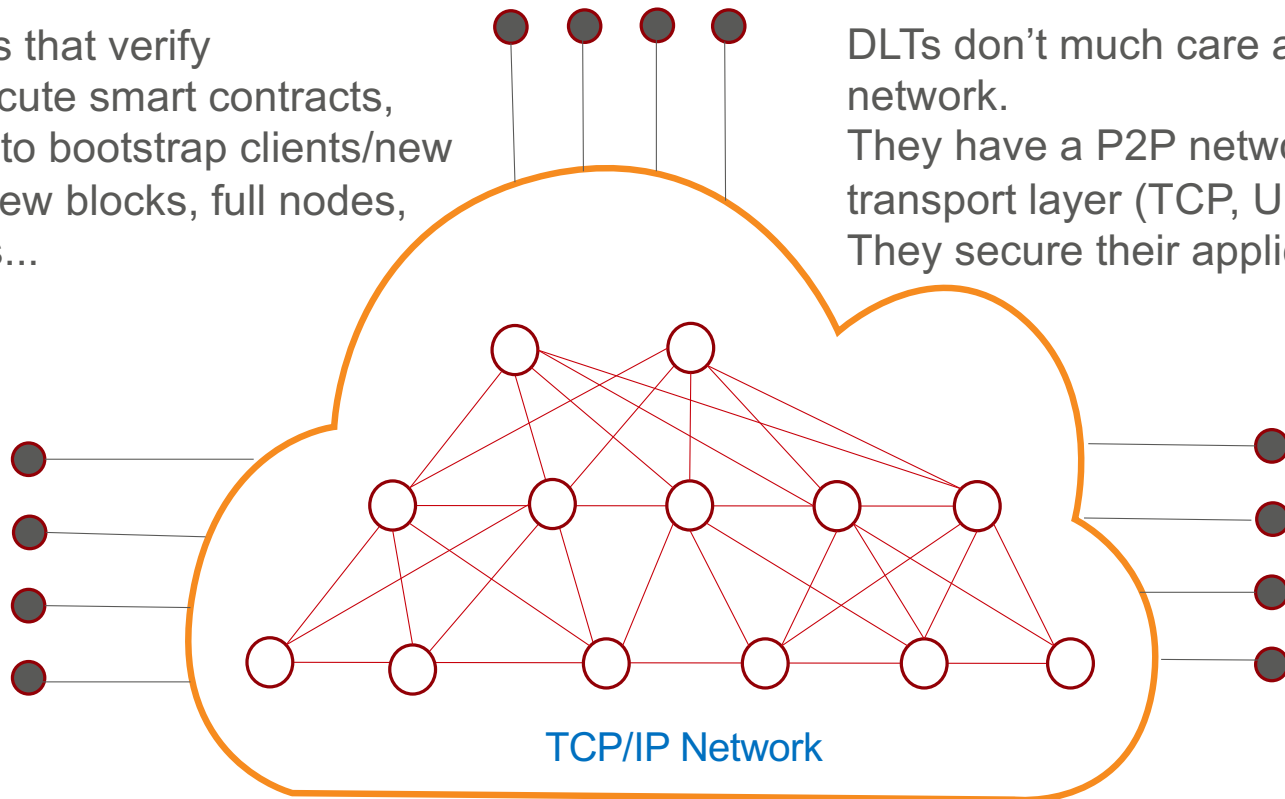 s that verify
cute smart contracts,
to bootstrap clients/new
ew blocks, full nodes,
s...
DLTs don’t much care a
network.
They have a P2P netwo
transport layer (TCP, U
They secure their applic
TCP/IP Network